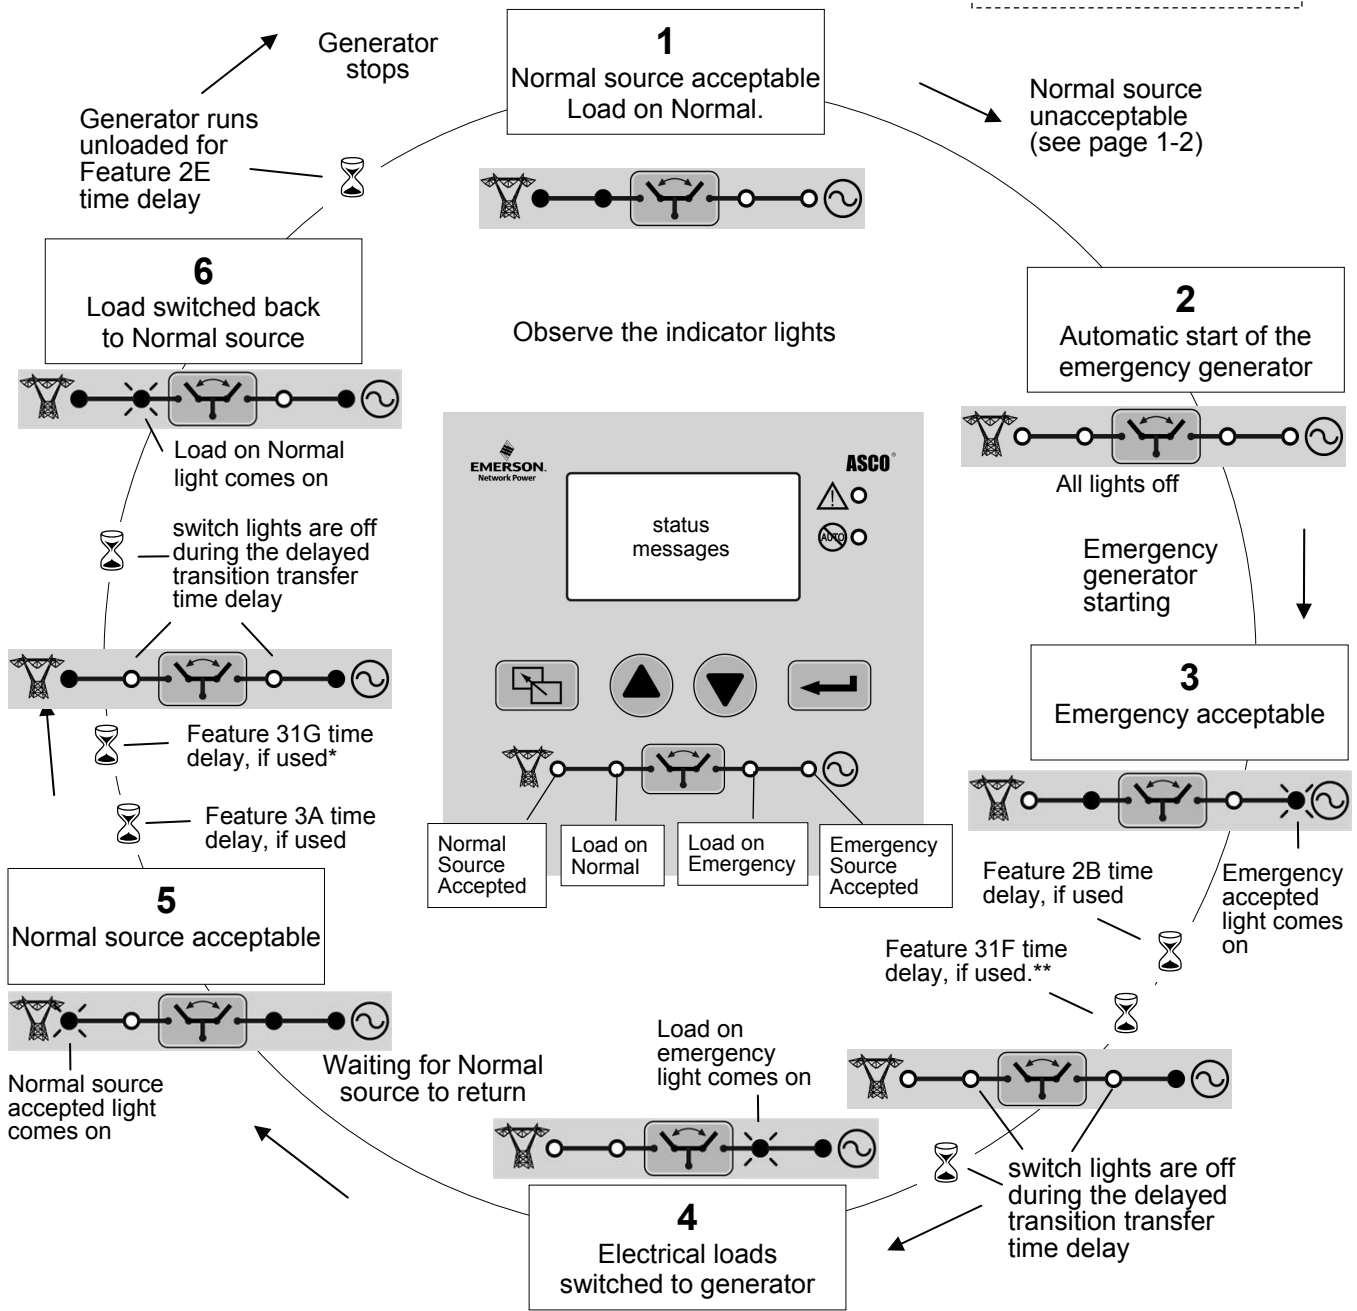 Generator
stops
1
Normal source acceptable
Load on Normal.
Normal source
unacceptable
(see page 1-2)
Generator runs
unloaded for
Feature 2E
time delay
6
Load switched back
to Normal source
Observe the indicator lights
2
Automatic start of the
emergency generator
Load on Normal
light comes on
All lights off
EMERSON.
Network Power
ASCO®
status
messages
AUTO
switch lights are off
during the delayed
transition transfer
time delay
Emergency
generator
starting
3
Emergency acceptable
Feature 31G time
delay, if used*
Feature 3A time
delay, if used
Normal
Source
Accepted
Load on
Normal
Load on
Emergency
Emergency
Source
Accepted
Feature 2B time
delay, if used
Emergency
accepted
light comes
on
5
Normal source acceptable
Feature 31F time
delay, if used.**
Normal source
accepted light
comes on
Waiting for Normal
source to return
Load on
emergency
light comes on
switch lights are off
during the delayed
transition transfer
time delay
4
Electrical loads
switched to generator